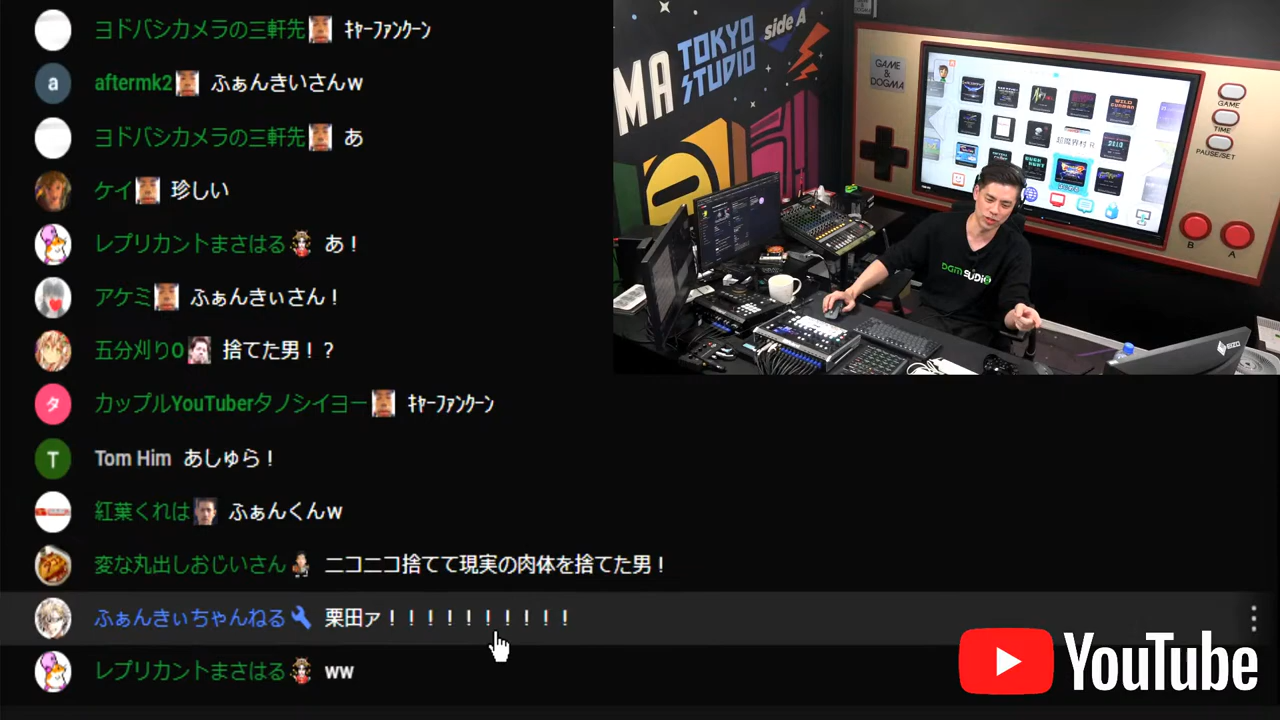 ヨドバシカメラの三軒先 ｷｬｰﾌｧﾝｸｰﾝ
aftermk2 ふぁんきいさんw
ヨドバシカメラの三軒先 あ
ケイ 珍しい
レプリカントまさはる あ！
アケミ ふぁんきぃさん！
五分刈りO 捨てた男！？
カップルYouTuberタノシイヨー ｷｬｰﾌｧﾝｸｰﾝ
Tom Him あしゅら！
紅葉くれは ふぁんくんw
変な丸出しおじいさん ニコニコ捨てて現実の肉体を捨てた男！
ふぁんきぃちゃんねる 栗田ァ！！！！！！！！！！
レプリカントまさはる ww
a
タ
T
MA TOKYO STUDIO side A
GAME & DOGMA
GAME
TIME
PAUSE/SET
B
A
EIZO
YouTube